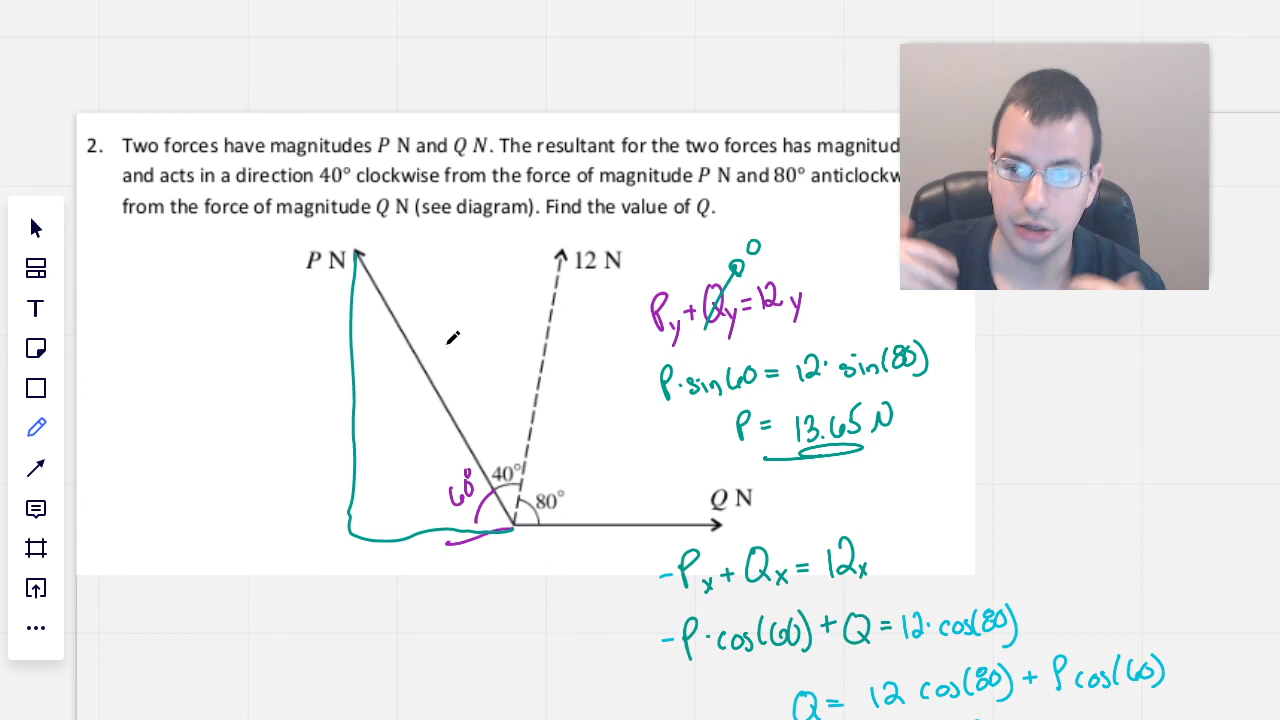 2. Two forces have magnitudes P N and Q N. The resultant for the two forces has magnitud
and acts in a direction 40° clockwise from the force of magnitude P N and 80° anticlockw
from the force of magnitude Q N (see diagram). Find the value of Q.
P N
12 N
0
Py + Qy = 12y
P·sin60 = 12· sin(80)
P = 13.65 N
60°
40°
80°
Q N
-Px + Qx = 12x
-P·cos(60) + Q = 12·cos(80)
Q = 12 cos(80) + P cos(60)
T